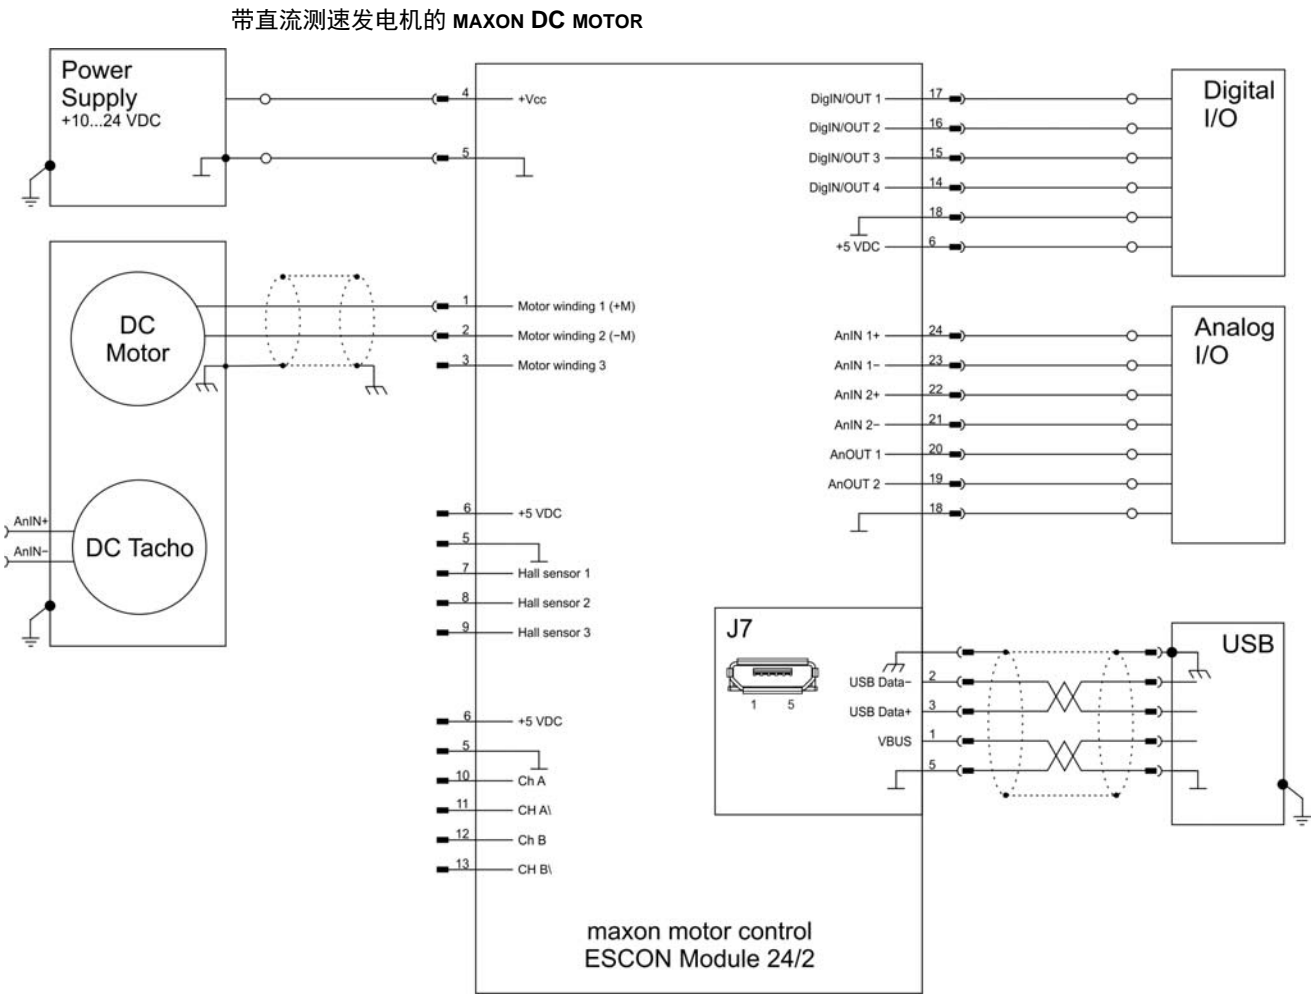 带直流测速发电机的 MAXON DC MOTOR
Power
Supply
+10...24 VDC
4
+Vcc
5
DC
Motor
1
Motor winding 1 (+M)
2
Motor winding 2 (−M)
3
Motor winding 3
AnIN+
AnIN−
DC Tacho
6
+5 VDC
5
7
Hall sensor 1
8
Hall sensor 2
9
Hall sensor 3
6
+5 VDC
5
10
Ch A
11
CH A\
12
Ch B
13
CH B\
DigIN/OUT 1
17
DigIN/OUT 2
16
DigIN/OUT 3
15
DigIN/OUT 4
14
18
+5 VDC
6
Digital
I/O
AnIN 1+
24
AnIN 1−
23
AnIN 2+
22
AnIN 2−
21
AnOUT 1
20
AnOUT 2
19
18
Analog
I/O
J7
1 5
USB Data−
2
USB Data+
3
VBUS
1
5
USB
maxon motor control
ESCON Module 24/2